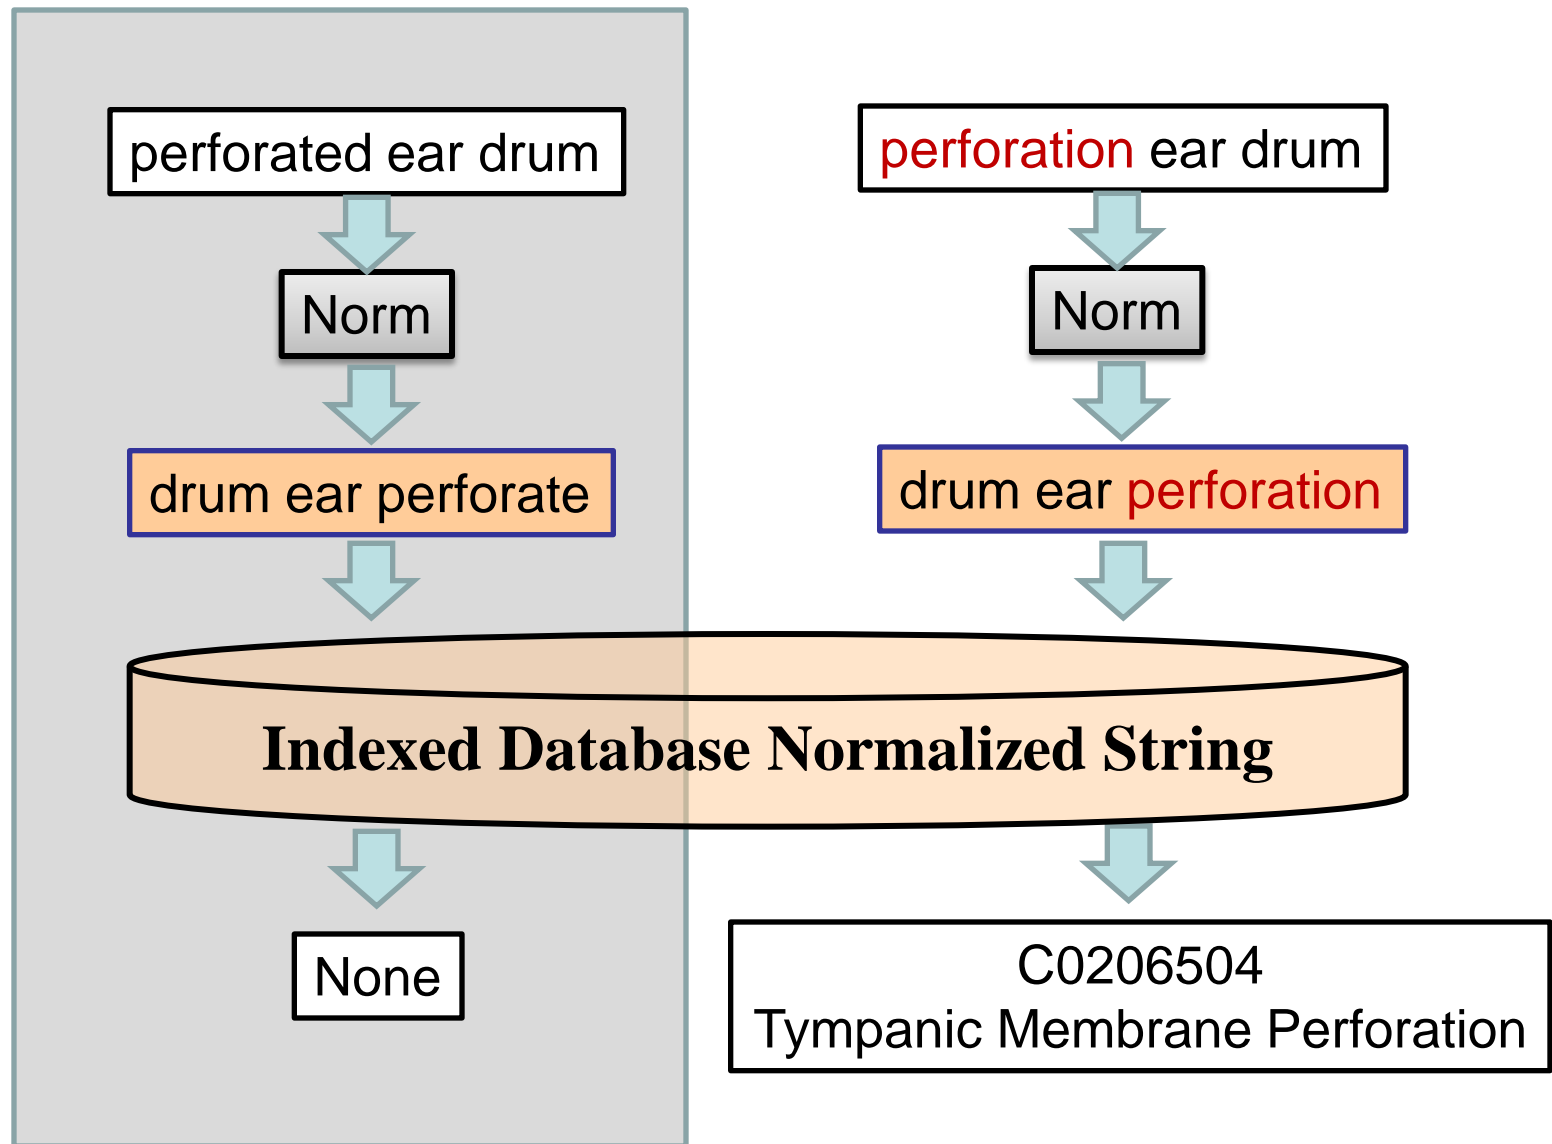 perforated ear drum
perforation ear drum
Norm
Norm
drum ear perforate
drum ear perforation
Indexed Database Normalized String
None
C0206504
Tympanic Membrane Perforation